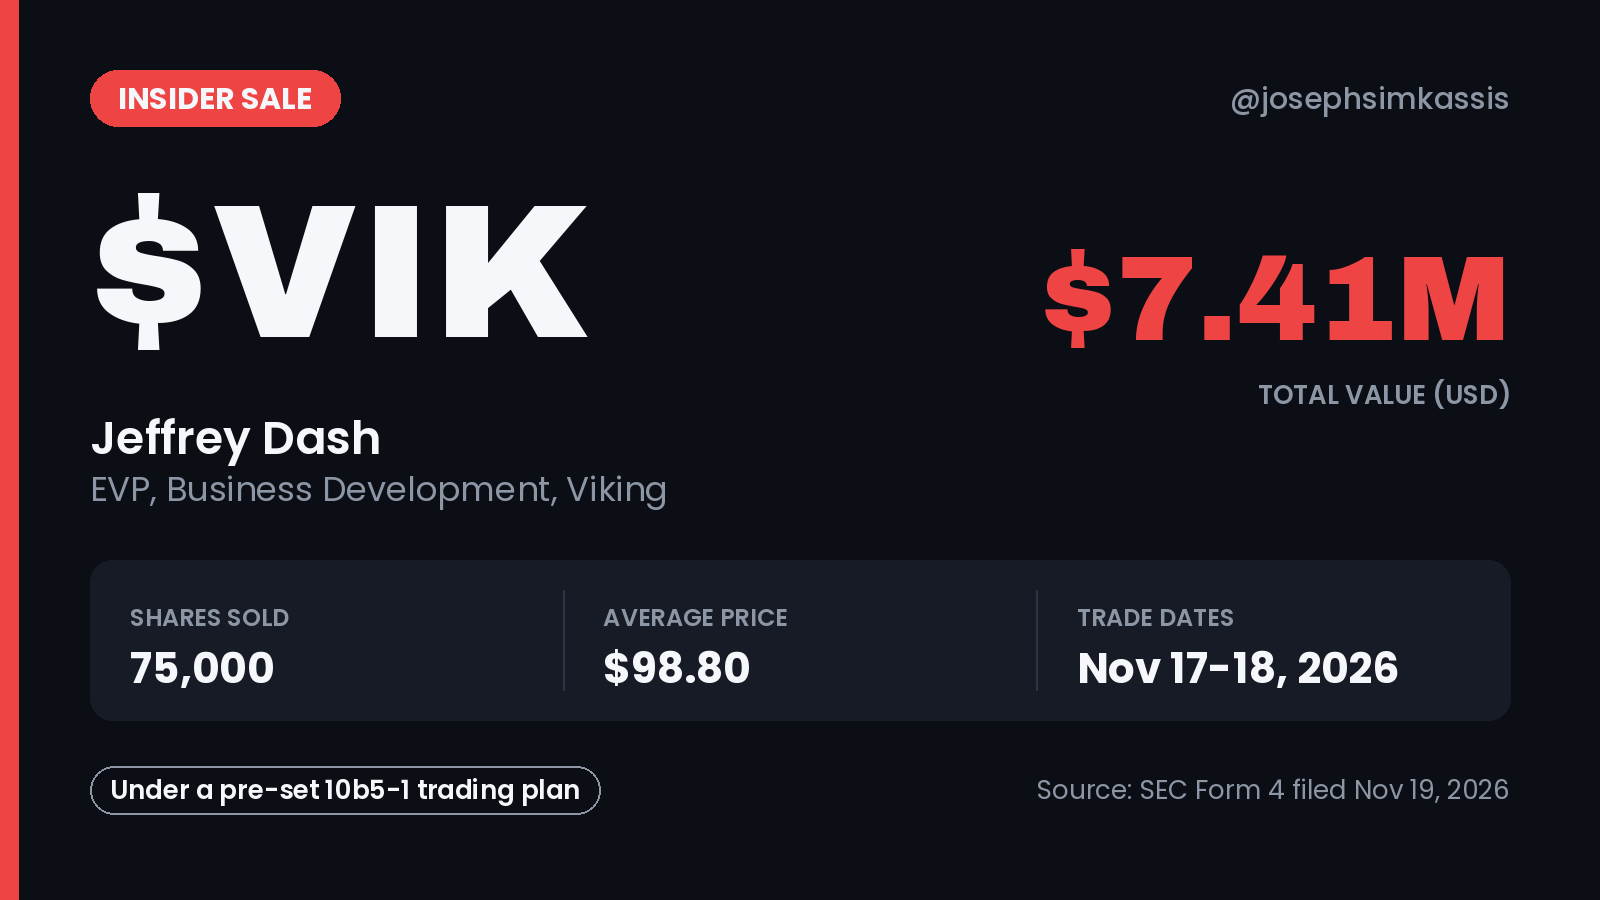 INSIDER SALE
@josephsimkassis
$VIK
$7.41M
TOTAL VALUE (USD)
Jeffrey Dash
EVP, Business Development, Viking
SHARES SOLD
75,000
AVERAGE PRICE
$98.80
TRADE DATES
Nov 17-18, 2026
Under a pre-set 10b5-1 trading plan
Source: SEC Form 4 filed Nov 19, 2026